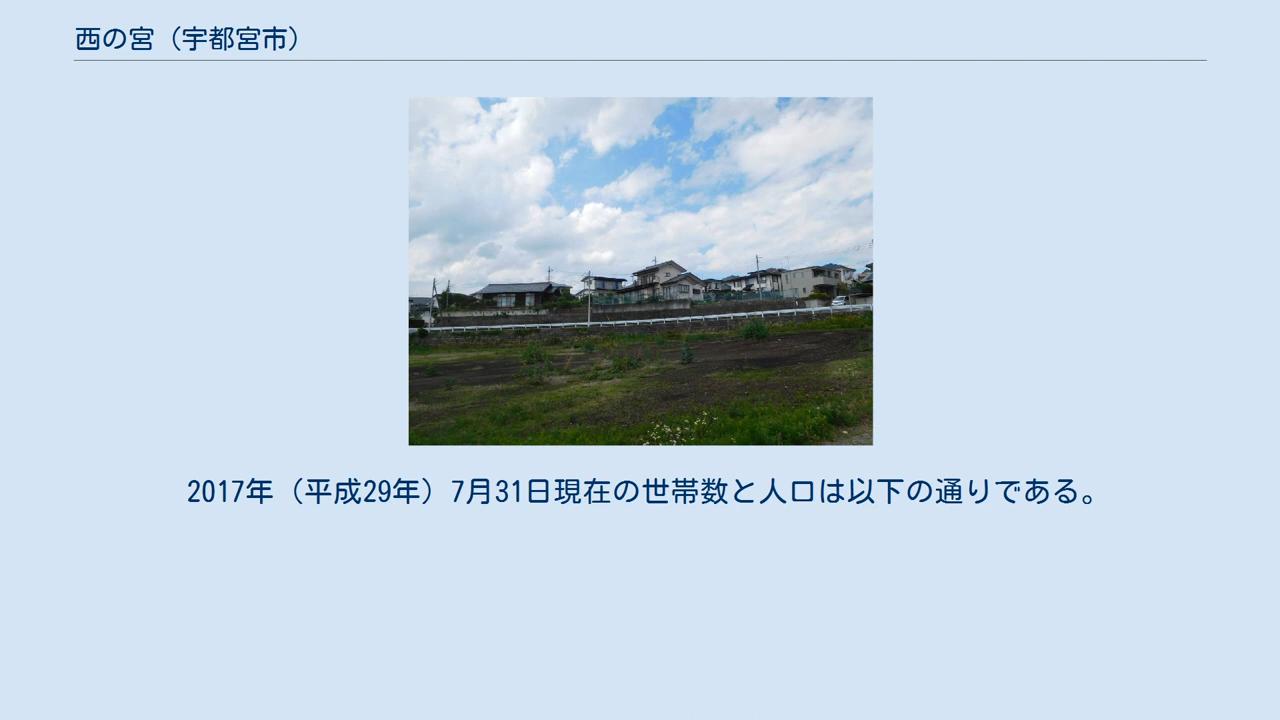 西の宮（宇都宮市）
2017年（平成29年）7月31日現在の世帯数と人口は以下の通りである。